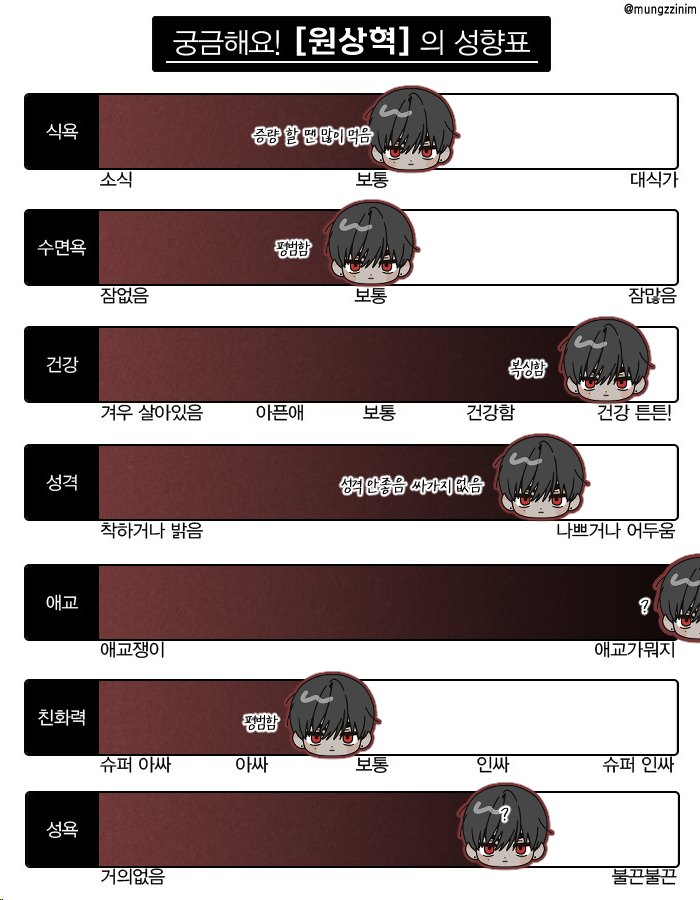 @mungzzinim
궁금해요! [원상혁] 의 성향표
식욕
증량 할 땐 많이 먹음
소식 보통 대식가
수면욕
평범함
잠없음 보통 잠많음
건강
복싱함
겨우 살아있음 아픈애 보통 건강함 건강 튼튼!
성격
성격 안좋음 싸가지 없음
착하거나 밝음 나쁘거나 어두움
애교
?
애교쟁이 애교가뭐지
친화력
평범함
슈퍼 아싸 아싸 보통 인싸 슈퍼 인싸
성욕
?
거의없음 불끈불끈